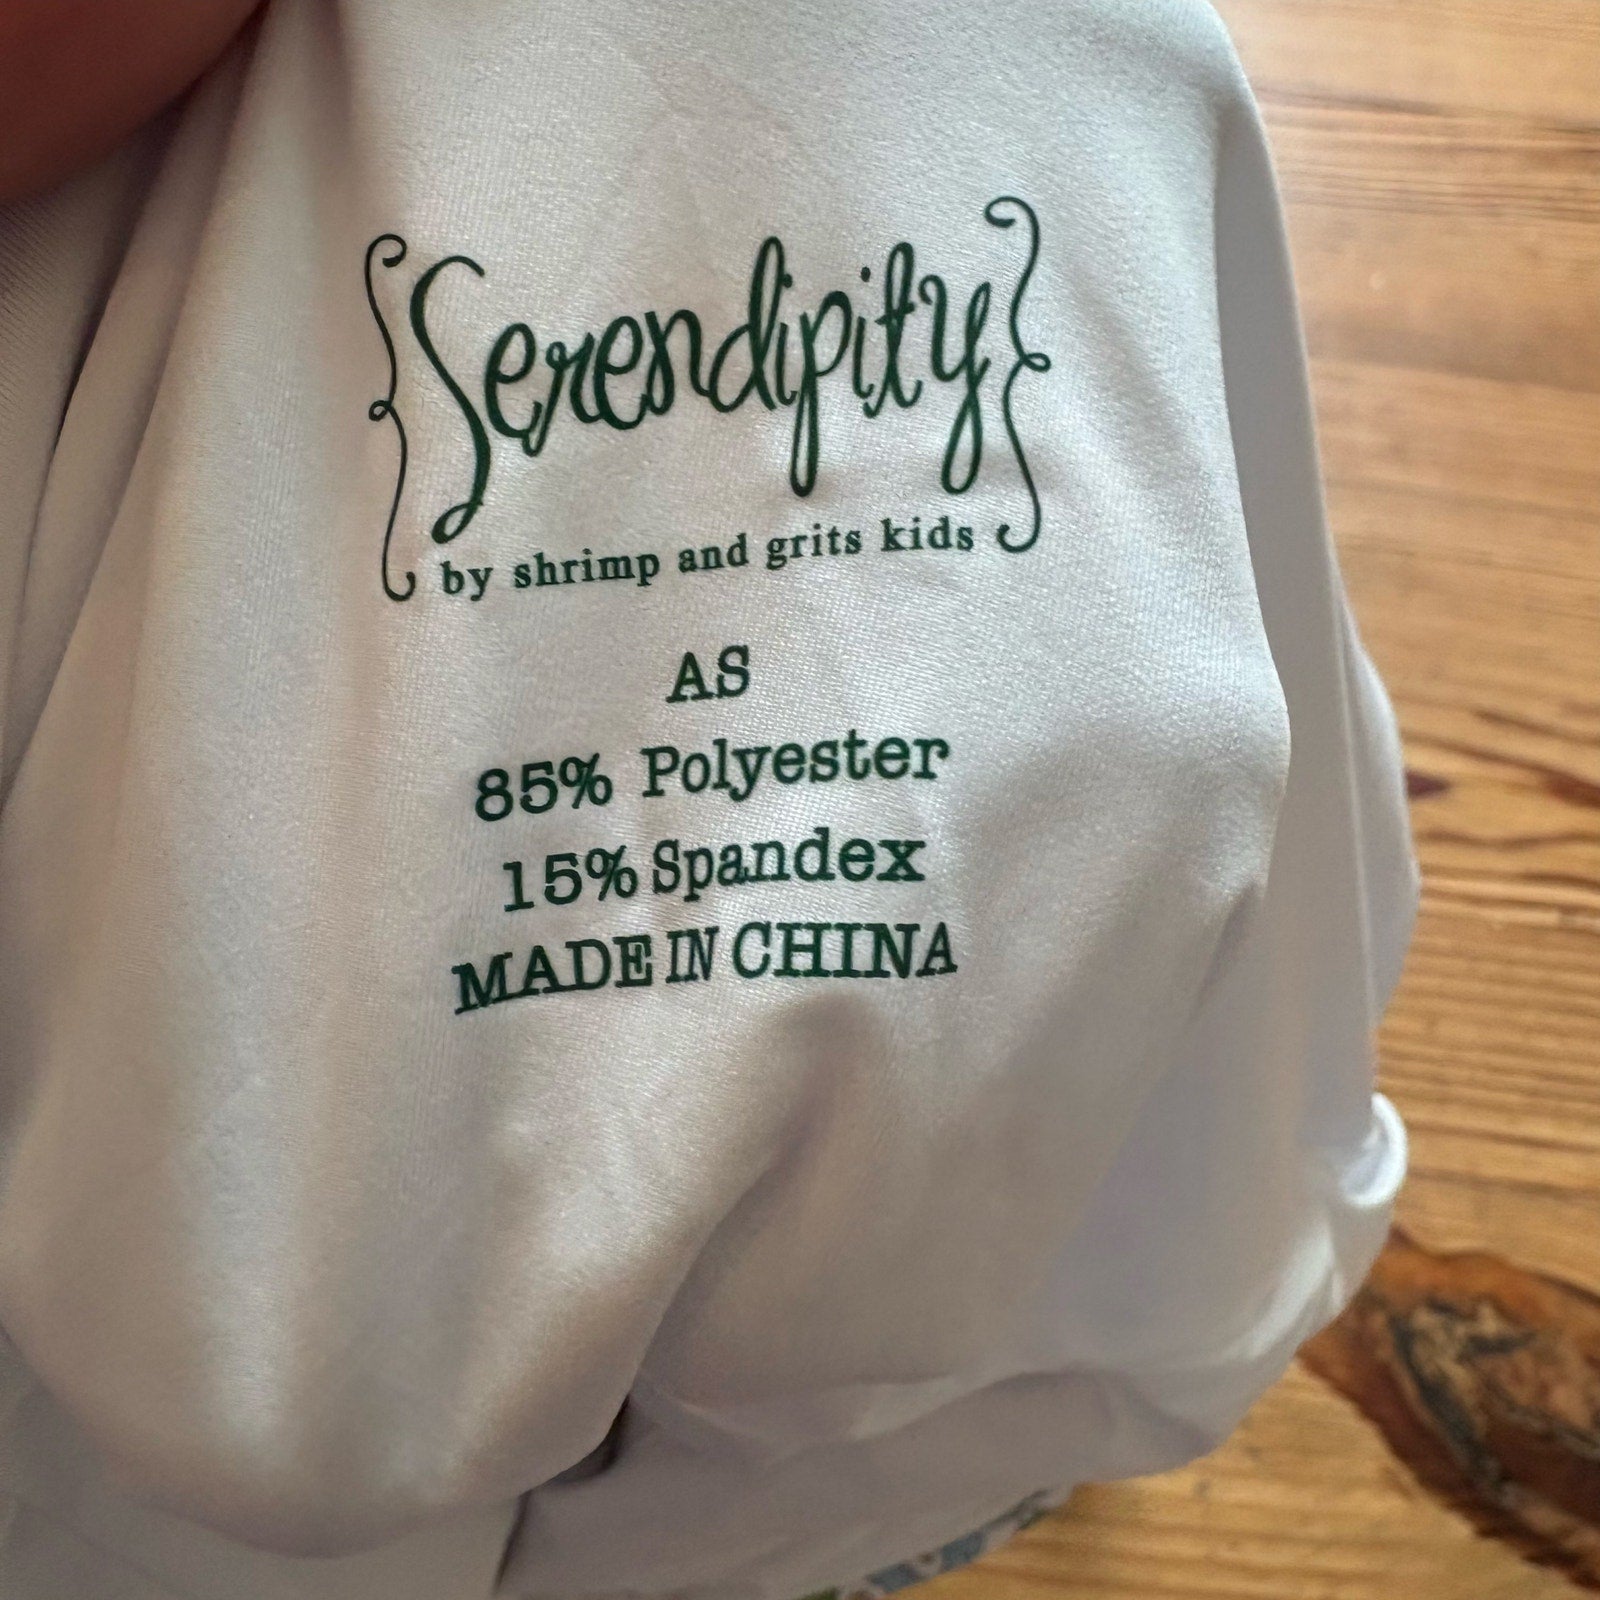 Serendipity
by shrimp and grits kids
AS
85% Polyester
15% Spandex
MADE IN CHINA